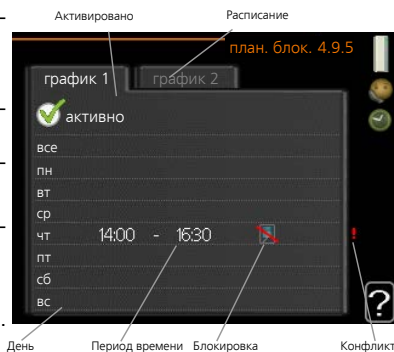 Активировано
Расписание
план. блок. 4.9.5
график 1
график 2
активно
все
пн
вт
ср
чт 14:00 - 16:30 !
пт
сб
вс
?
День
Период времени
Блокировка
Конфликт